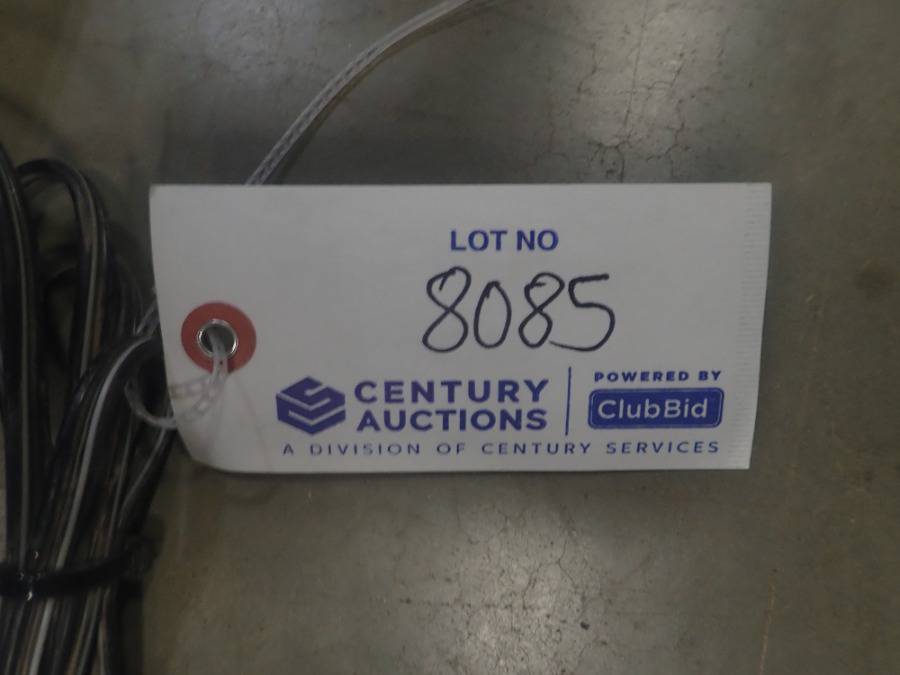 LOT NO
8085
CENTURY AUCTIONS
POWERED BY
ClubBid
A DIVISION OF CENTURY SERVICES